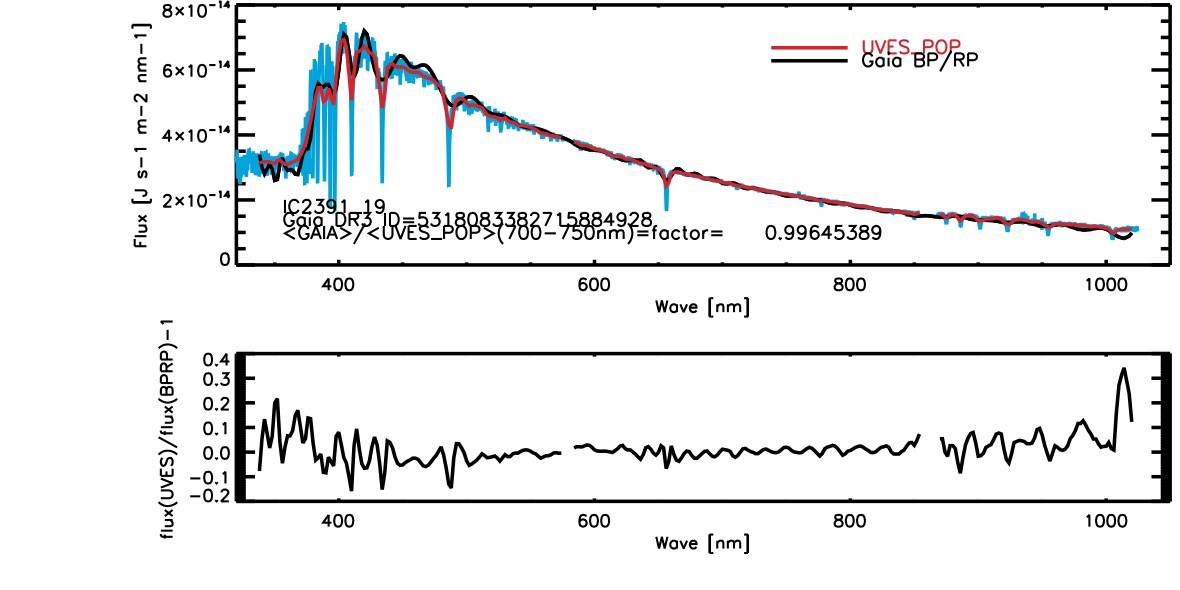 8×10−14
6×10−14
4×10−14
2×10−14
0
Flux [J s−1 m−2 nm−1]
UVES_POP
Gaia BP/RP
IC2391_19
Gaia DR3 ID=5318083382715884928
<GAIA>/<UVES_POP>(700−750nm)=factor= 0.99645389
400 600 800 1000
Wave [nm]
flux(UVES)/flux(BPRP)−1
0.4
0.3
0.2
0.1
0.0
−0.1
−0.2
400 600 800 1000
Wave [nm]